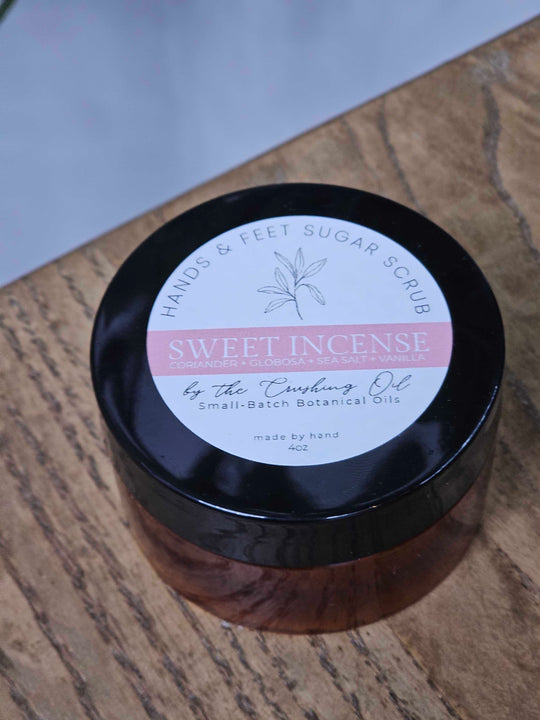 HANDS & FEET SUGAR SCRUB
SWEET INCENSE
CORIANDER + GLOBOSA + SEA SALT + VANILLA
by the Crushing Oil
Small-Batch Botanical Oils
made by hand
4oz